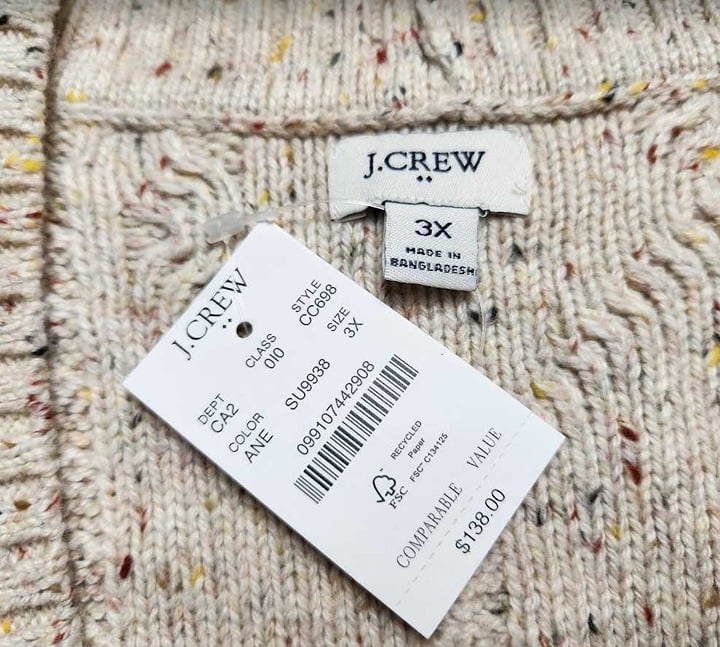 J.CREW
3X
MADE IN
BANGLADESH
J.CREW
DEPT
CA2
CLASS
010
STYLE
CC698
COLOR
ANE
SU9938
SIZE
3X
099107442908
FSC
RECYCLED
Paper
FSC™ C134125
COMPARABLE VALUE
$138.00